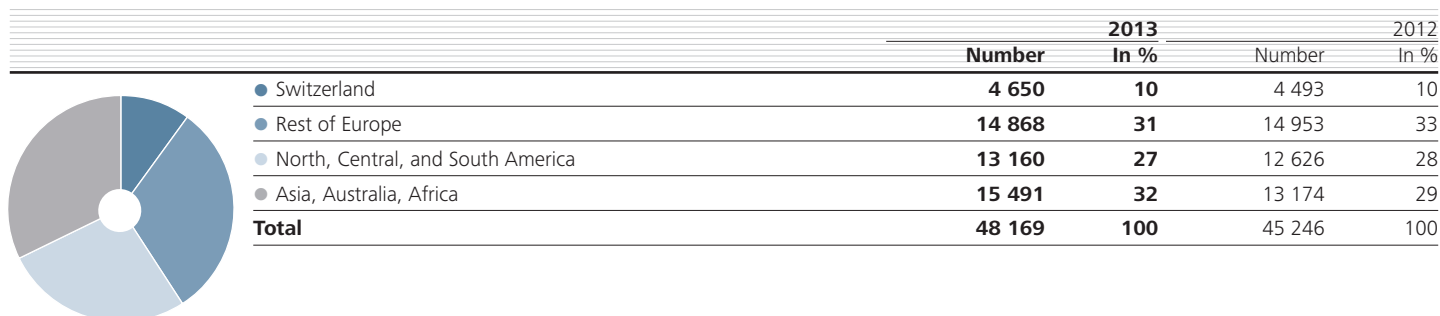 2013 2012
Number In % Number In %
Switzerland 4 650 10 4 493 10
Rest of Europe 14 868 31 14 953 33
North, Central, and South America 13 160 27 12 626 28
Asia, Australia, Africa 15 491 32 13 174 29
Total 48 169 100 45 246 100